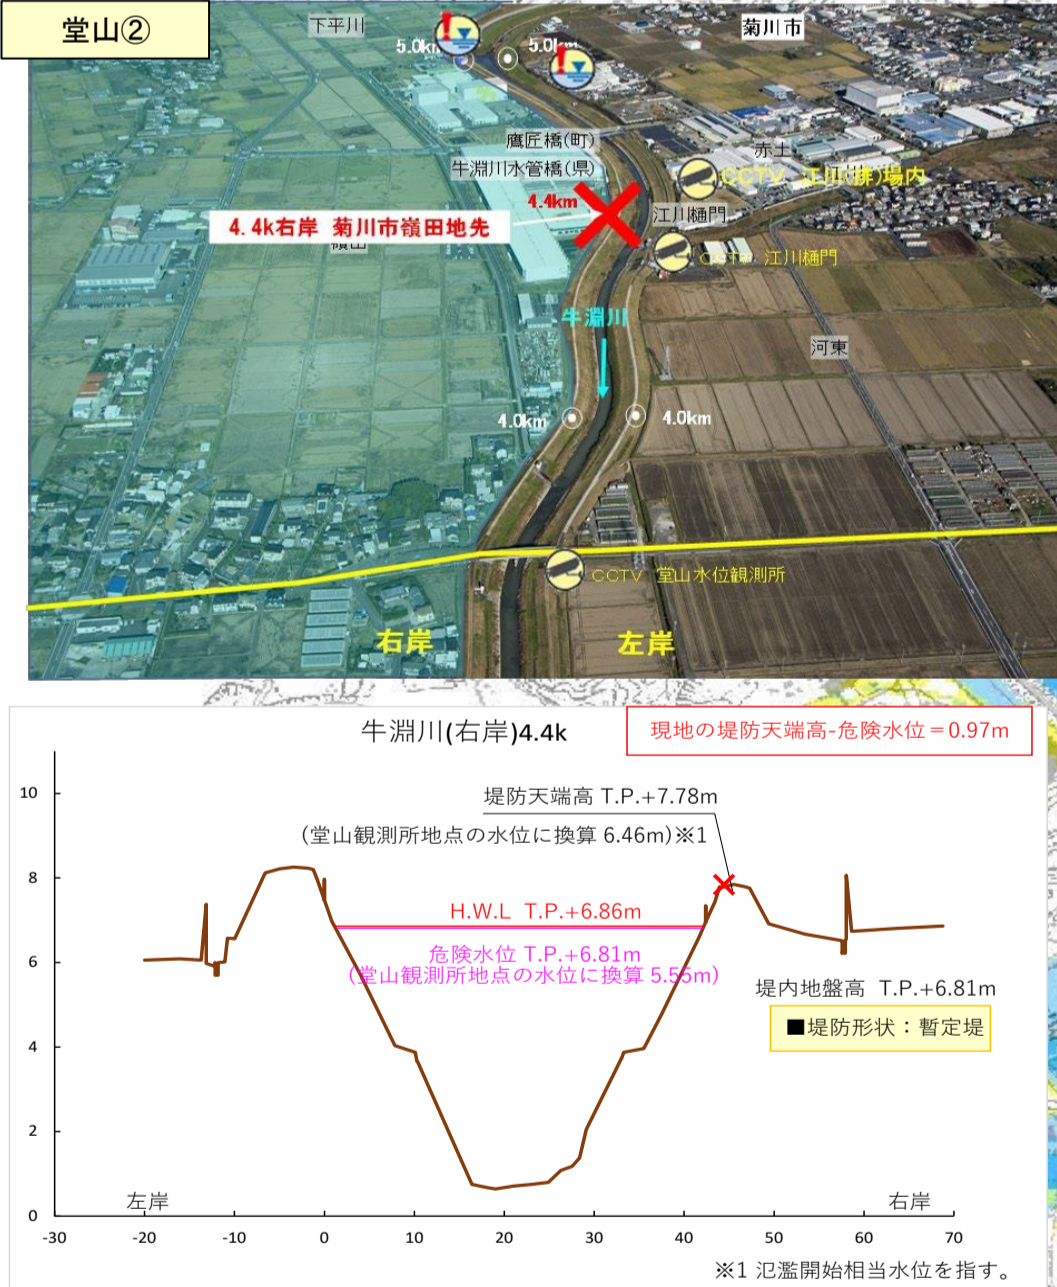 堂山②
下平川
菊川市
5.0km
5.0km
鷹匠橋(町)
牛淵川水管橋(県)
赤土
CCTV 江川(排)場内
4.4km
江川樋門
4.4k右岸 菊川市嶺田地先
嶺田
CCTV 江川樋門
牛淵川
河東
4.0km
4.0km
CCTV 堂山水位観測所
右岸
左岸
牛淵川(右岸)4.4k
現地の堤防天端高-危険水位＝0.97m
10
堤防天端高 T.P.+7.78m
(堂山観測所地点の水位に換算 6.46m)※1
8
H.W.L T.P.+6.86m
危険水位 T.P.+6.81m
6
(堂山観測所地点の水位に換算 5.55m)
堤内地盤高 T.P.+6.81m
■堤防形状：暫定堤
4
2
左岸
右岸
0
-30 -20 -10 0 10 20 30 40 50 60 70
※1 氾濫開始相当水位を指す。